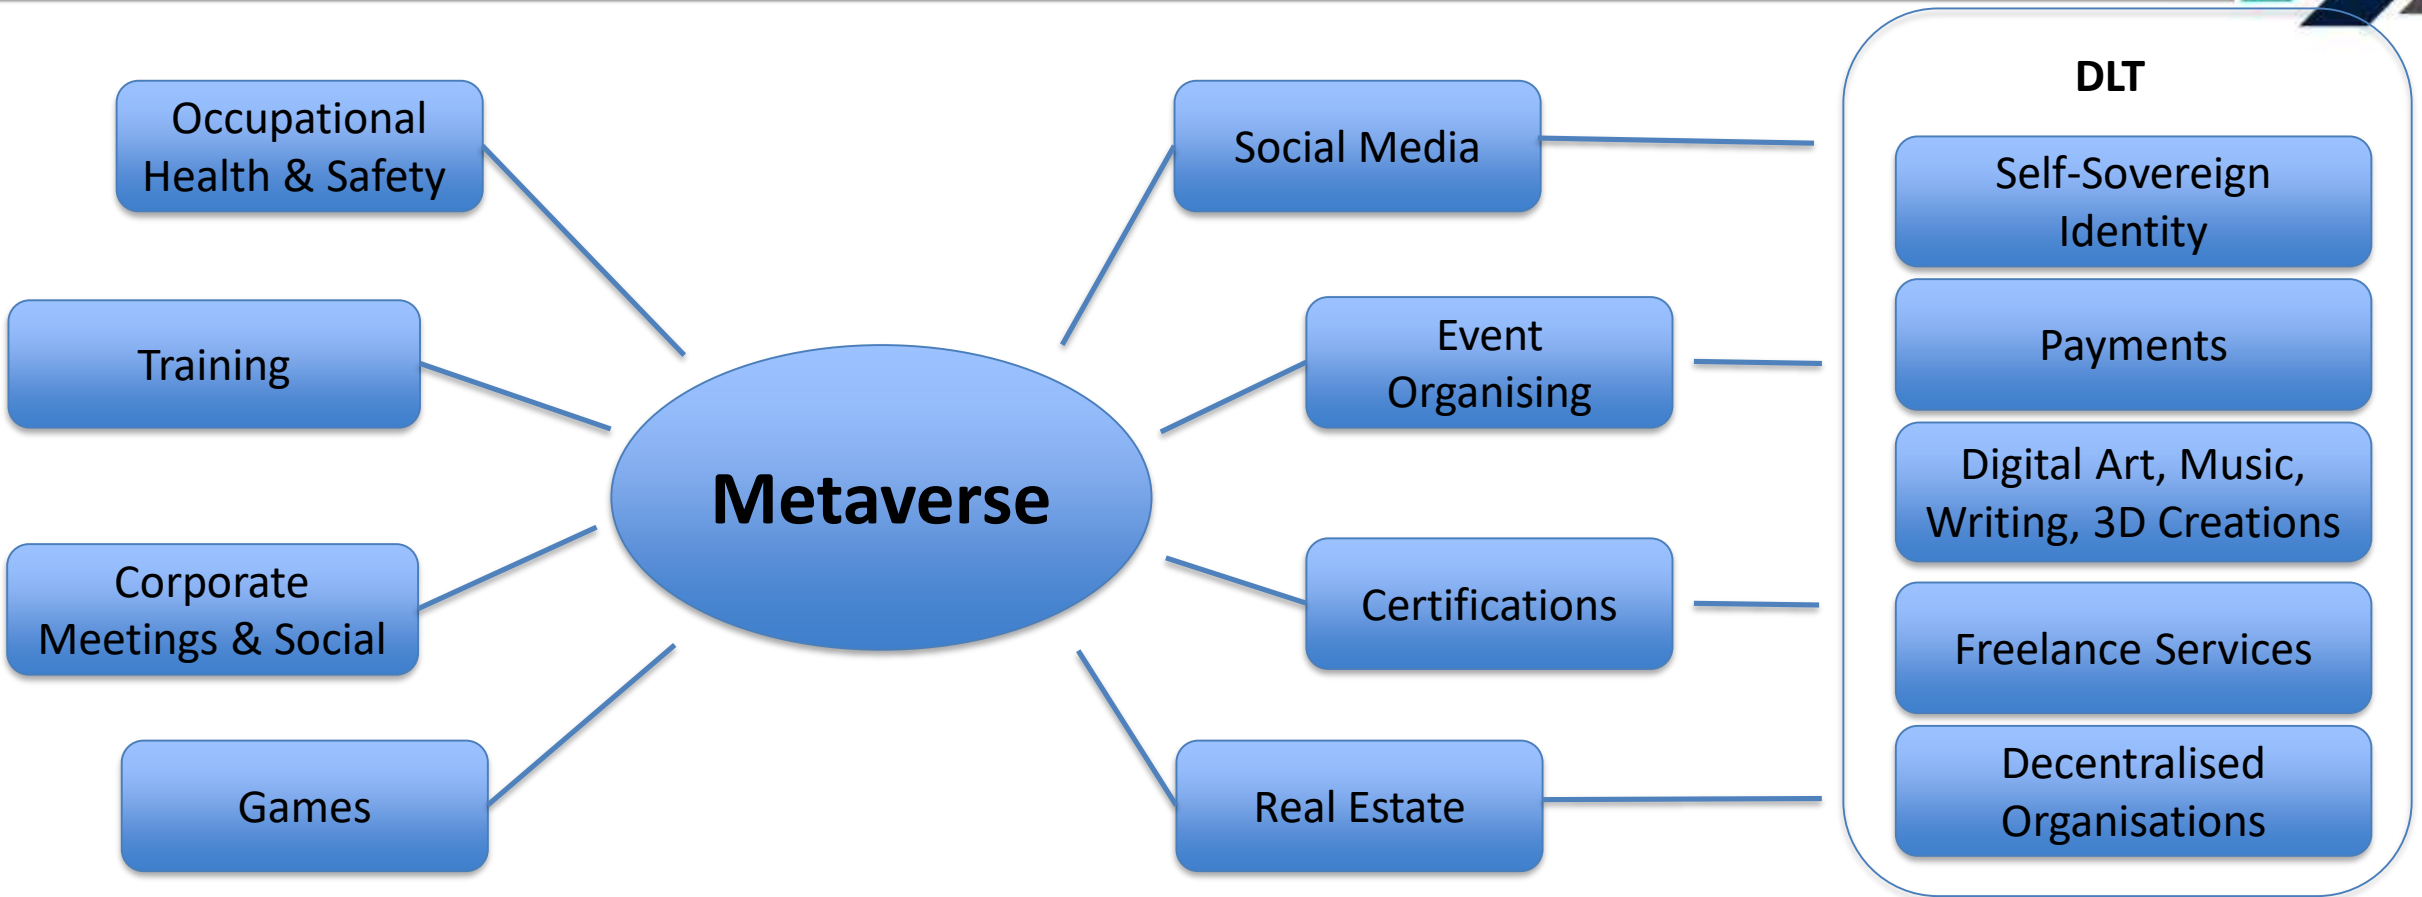 Occupational
Health & Safety
Training
Corporate
Meetings & Social
Games
Metaverse
Social Media
Event
Organising
Certifications
Real Estate
DLT
Self-Sovereign
Identity
Payments
Digital Art, Music,
Writing, 3D Creations
Freelance Services
Decentralised
Organisations